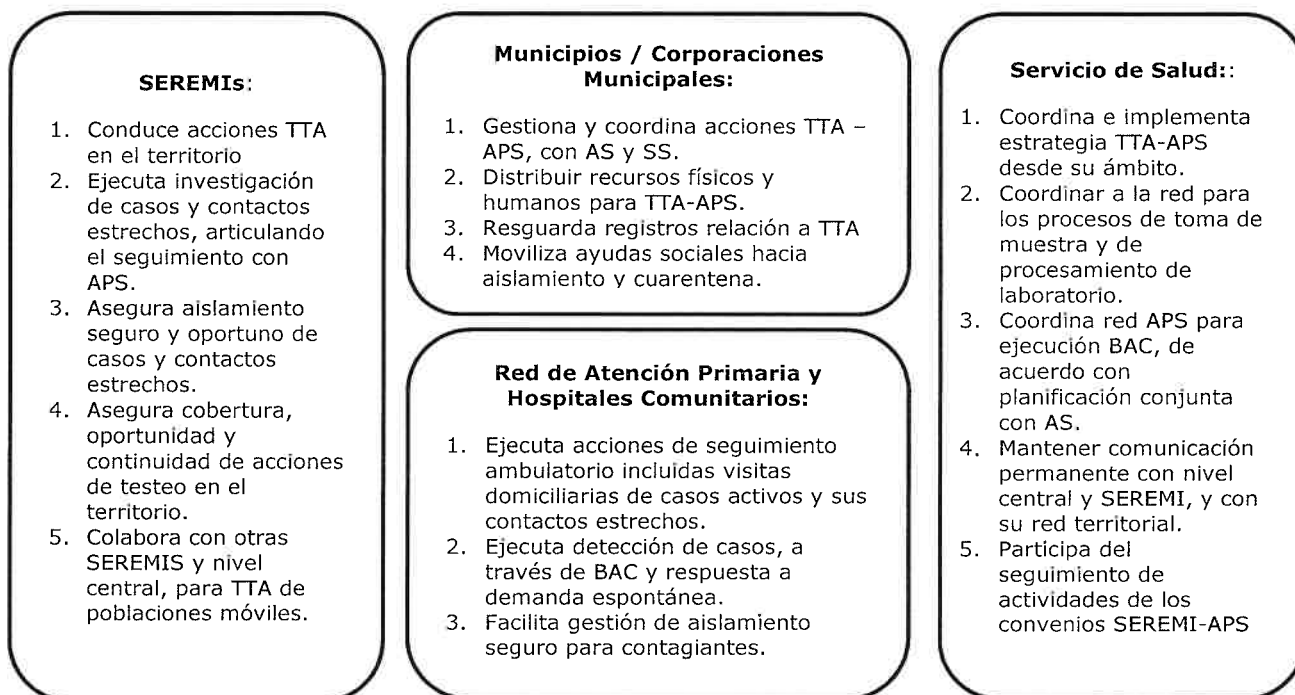 SEREMIs:
1. Conduce acciones TTA
en el territorio
2. Ejecuta investigación
de casos y contactos
estrechos, articulando
el seguimiento con
APS.
3. Asegura aislamiento
seguro y oportuno de
casos y contactos
estrechos.
4. Asegura cobertura,
oportunidad y
continuidad de acciones
de testeo en el
territorio.
5. Colabora con otras
SEREMIS y nivel
central, para TTA de
poblaciones móviles.
Municipios / Corporaciones
Municipales:
1. Gestiona y coordina acciones TTA –
APS, con AS y SS.
2. Distribuir recursos físicos y
humanos para TTA-APS.
3. Resguarda registros relación a TTA
4. Moviliza ayudas sociales hacia
aislamiento y cuarentena.
Red de Atención Primaria y
Hospitales Comunitarios:
1. Ejecuta acciones de seguimiento
ambulatorio incluidas visitas
domiciliarias de casos activos y sus
contactos estrechos.
2. Ejecuta detección de casos, a
través de BAC y respuesta a
demanda espontánea.
3. Facilita gestión de aislamiento
seguro para contagiantes.
Servicio de Salud::
1. Coordina e implementa
estrategia TTA-APS
desde su ámbito.
2. Coordinar a la red para
los procesos de toma de
muestra y de
procesamiento de
laboratorio.
3. Coordina red APS para
ejecución BAC, de
acuerdo con
planificación conjunta
con AS.
4. Mantener comunicación
permanente con nivel
central y SEREMI, y con
su red territorial.
5. Participa del
seguimiento de
actividades de los
convenios SEREMI-APS